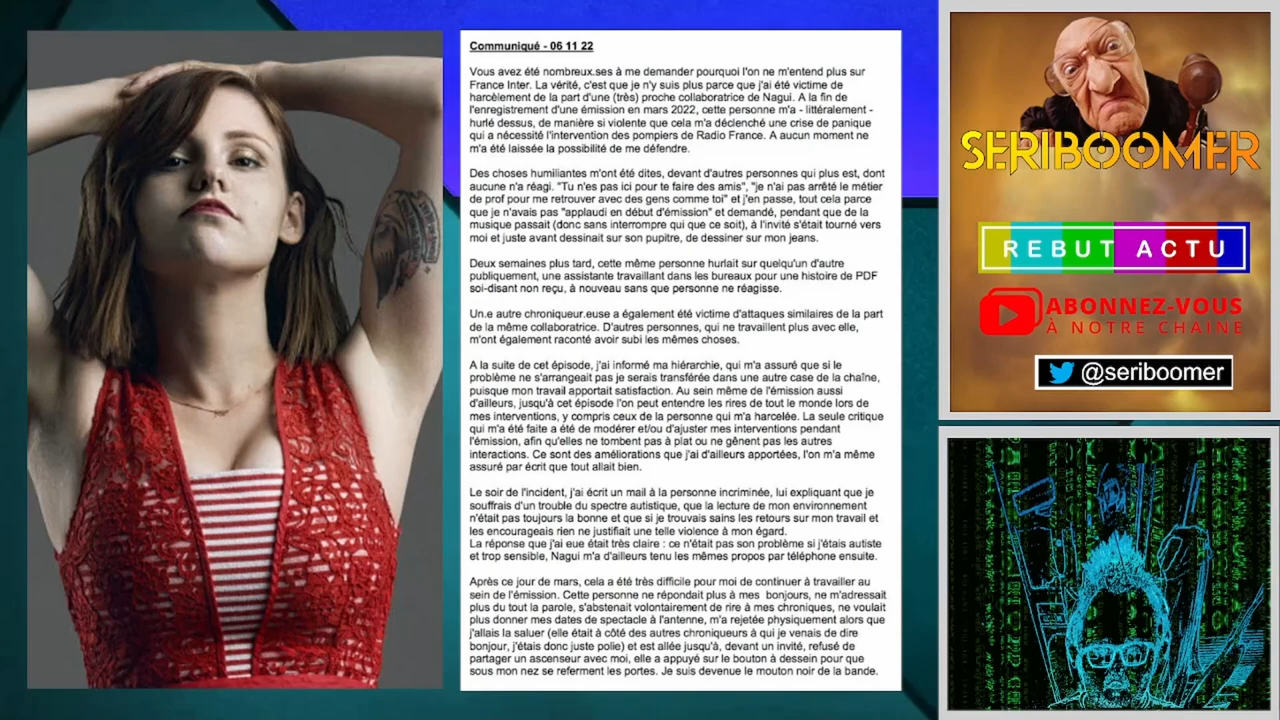 Communiqué - 06 11 22
Vous avez été nombreux.ses à me demander pourquoi l'on ne m'entend plus sur
France Inter. La vérité, c'est que je n'y suis plus parce que j'ai été victime de
harcèlement de la part d'une (très) proche collaboratrice de Nagui. A la fin de
l'enregistrement d'une émission en mars 2022, cette personne m'a - littéralement -
hurlé dessus, de manière si violente que cela m'a déclenché une crise de panique
qui a nécessité l'intervention des pompiers de Radio France. A aucun moment ne
m'a été laissée la possibilité de me défendre.
Des choses humiliantes m'ont été dites, devant d'autres personnes qui plus est, dont
aucune n'a réagi. "Tu n'es pas ici pour te faire des amis", "je n'ai pas arrêté le métier
de prof pour me retrouver avec des gens comme toi" et j'en passe, tout cela parce
que je n'avais pas "applaudi en début d'émission" et demandé, pendant que de la
musique passait (donc sans interrompre qui que ce soit), à l'invité s'était tourné vers
moi et juste avant dessinait sur son pupitre, de dessiner sur mon jeans.
Deux semaines plus tard, cette même personne hurlait sur quelqu'un d'autre
publiquement, une assistante travaillant dans les bureaux pour une histoire de PDF
soi-disant non reçu, à nouveau sans que personne ne réagisse.
Un.e autre chroniqueur.euse a également été victime d'attaques similaires de la part
de la même collaboratrice. D'autres personnes, qui ne travaillent plus avec elle,
m'ont également raconté avoir subi les mêmes choses.
A la suite de cet épisode, j'ai informé ma hiérarchie, qui m'a assuré que si le
problème ne s'arrangeait pas je serais transférée dans une autre case de la chaîne,
puisque mon travail apportait satisfaction. Au sein même de l'émission aussi
d'ailleurs, jusqu'à cet épisode l'on peut entendre les rires de tout le monde lors de
mes interventions, y compris ceux de la personne qui m'a harcelée. La seule critique
qui m'a été faite a été de modérer et/ou d'ajuster mes interventions pendant
l'émission, afin qu'elles ne tombent pas à plat ou ne gênent pas les autres
interactions. Ce sont des améliorations que j'ai d'ailleurs apportées, l'on m'a même
assuré par écrit que tout allait bien.
Le soir de l'incident, j'ai écrit un mail à la personne incriminée, lui expliquant que je
souffrais d'un trouble du spectre autistique, que la lecture de mon environnement
n'était pas toujours la bonne et que si je trouvais sains les retours sur mon travail et
les encourageais rien ne justifiait une telle violence à mon égard.
La réponse que j'ai eue était très claire : ce n'était pas son problème si j'étais autiste
et trop sensible, Nagui m'a d'ailleurs tenu les mêmes propos par téléphone ensuite.
Après ce jour de mars, cela a été très difficile pour moi de continuer à travailler au
sein de l'émission. Cette personne ne répondait plus à mes bonjours, ne m'adressait
plus du tout la parole, s'abstenait volontairement de rire à mes chroniques, ne voulait
plus donner mes dates de spectacle à l'antenne, m'a rejetée physiquement alors que
j'allais la saluer (elle était à côté des autres chroniqueurs à qui je venais de dire
bonjour, j'étais donc juste polie) et est allée jusqu'à, devant un invité, refusé de
partager un ascenseur avec moi, elle a appuyé sur le bouton à dessein pour que
sous mon nez se referment les portes. Je suis devenue le mouton noir de la bande.
SERIBOOMER
REBUT ACTU
ABONNEZ-VOUS
À NOTRE CHAINE
@seriboomer